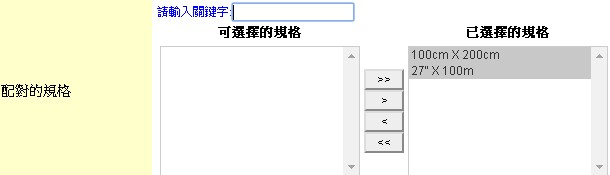 請輸入關鍵字:
可選擇的規格
已選擇的規格
配對的規格
>>
>
<
<<
100cm X 200cm
27" X 100m